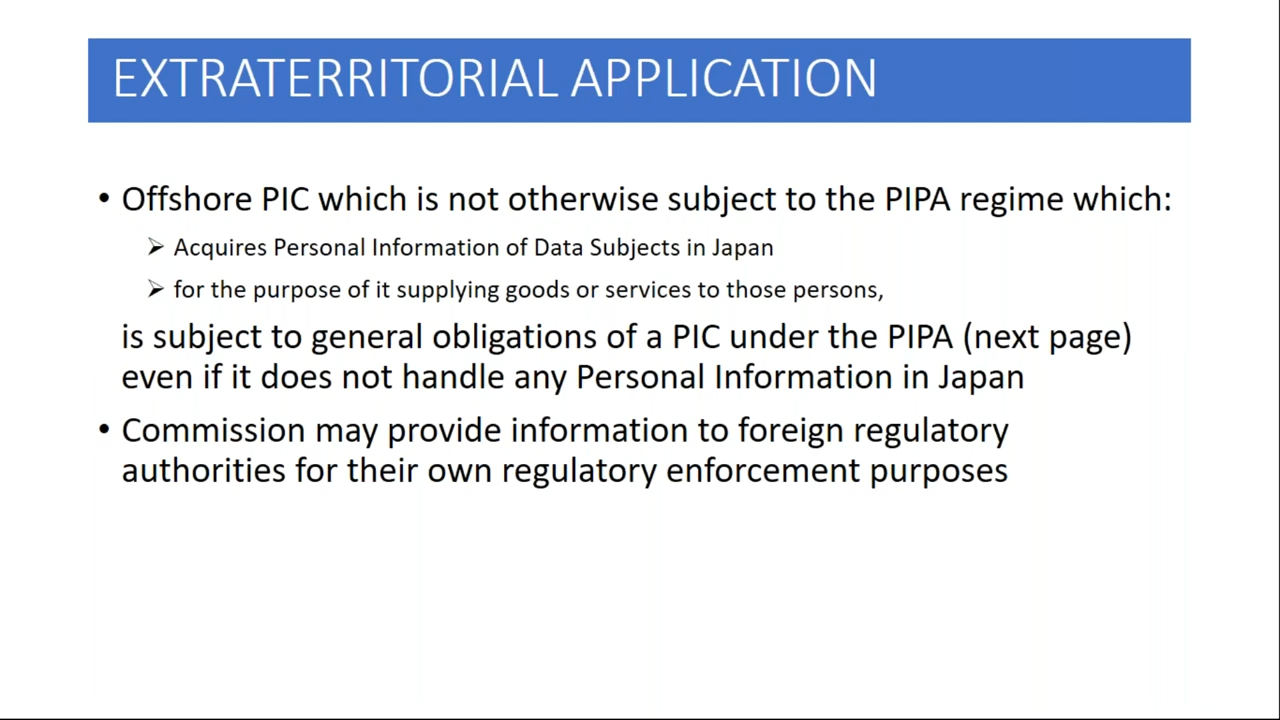 EXTRATERRITORIAL APPLICATION
• Offshore PIC which is not otherwise subject to the PIPA regime which:
➢ Acquires Personal Information of Data Subjects in Japan
➢ for the purpose of it supplying goods or services to those persons,
is subject to general obligations of a PIC under the PIPA (next page)
even if it does not handle any Personal Information in Japan
• Commission may provide information to foreign regulatory
authorities for their own regulatory enforcement purposes